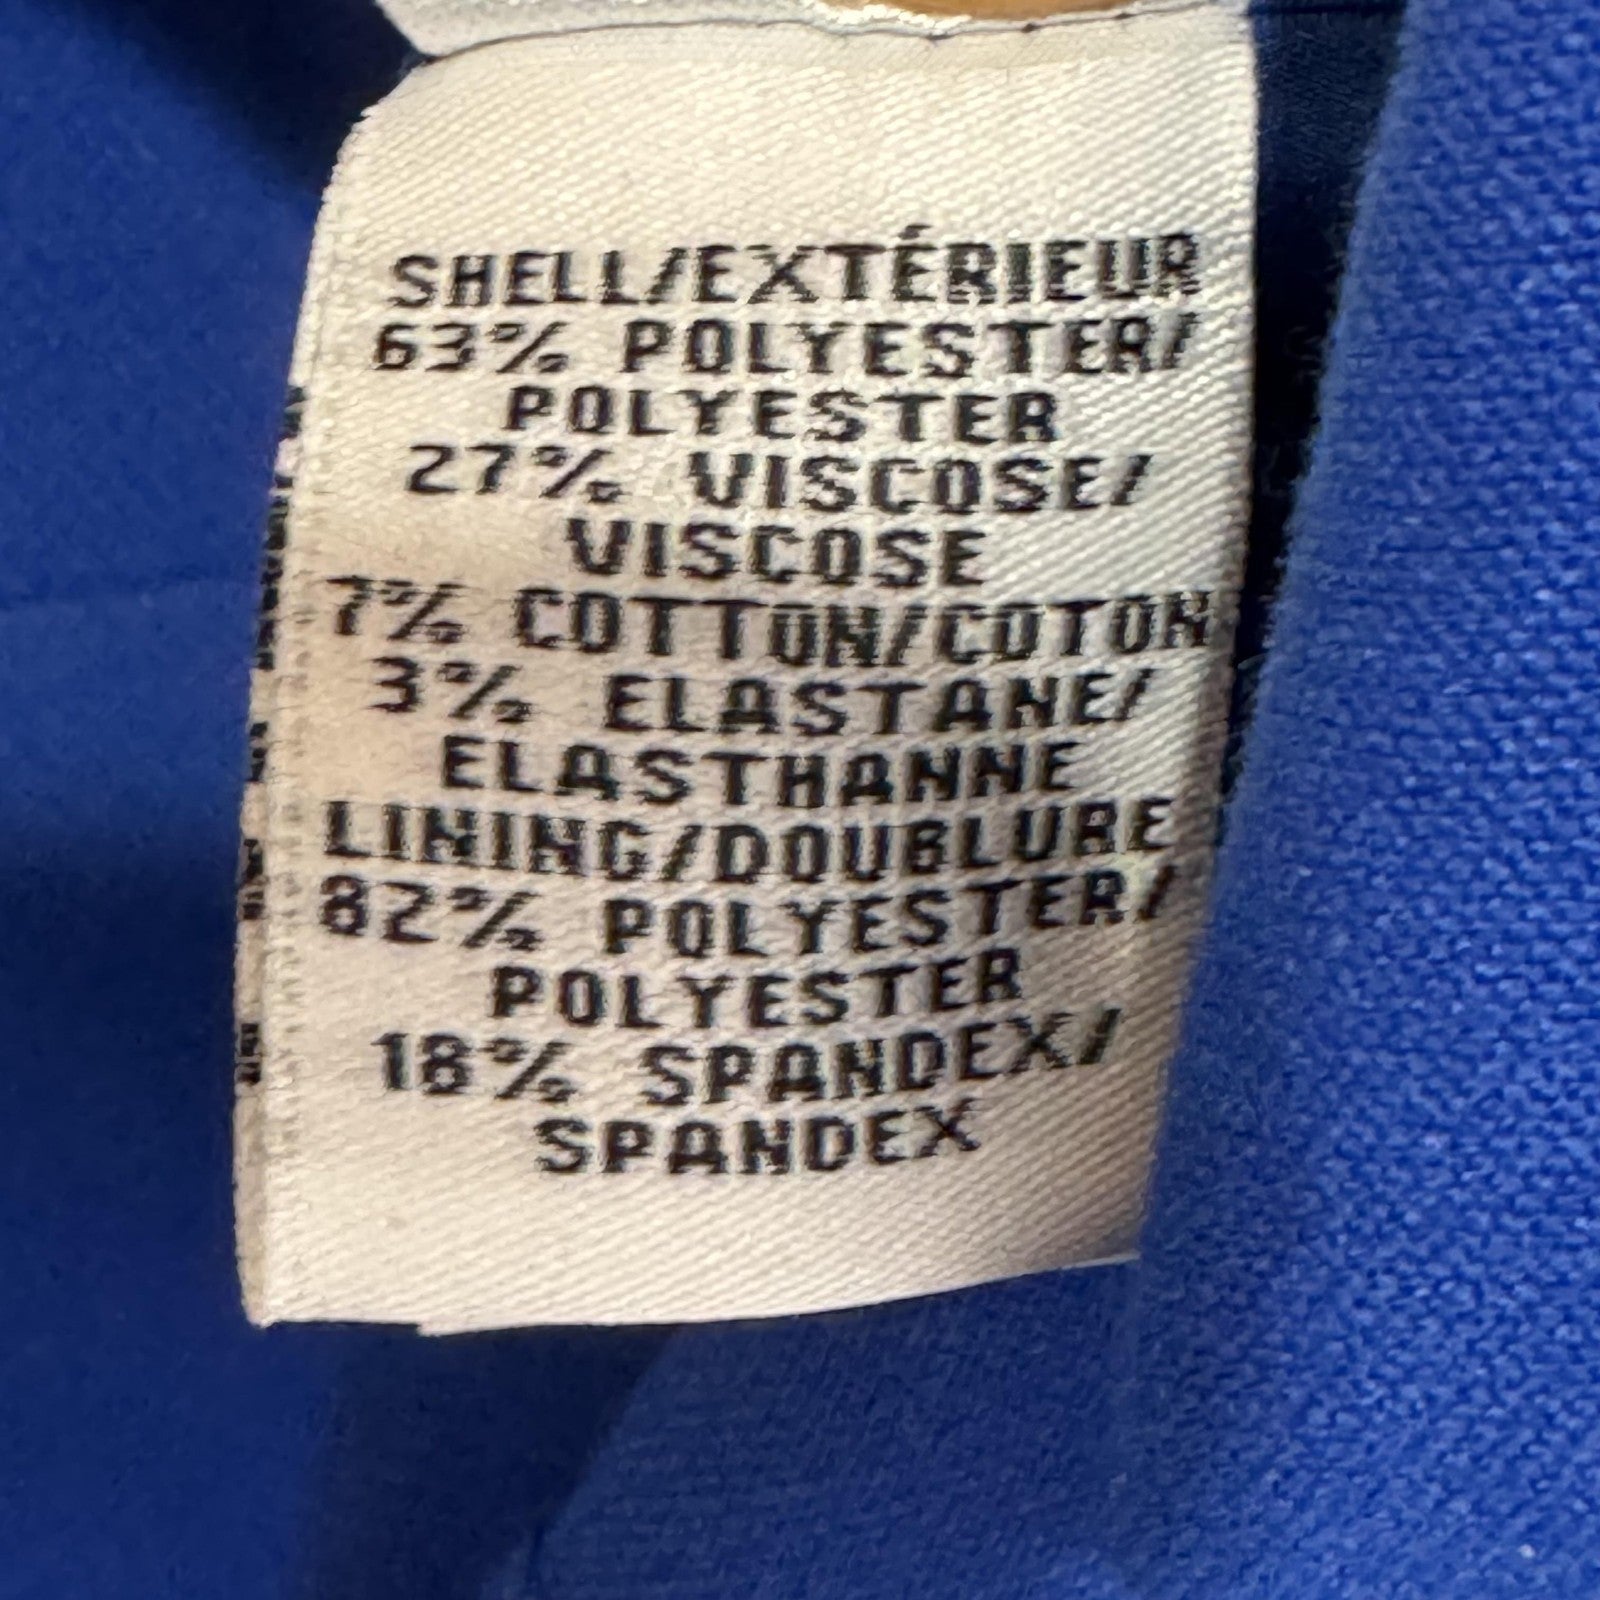 SHELL/EXTÉRIEUR
63% POLYESTER/
POLYESTER
27% VISCOSE/
VISCOSE
7% COTTON/COTON
3% ELASTANE/
ELASTHANNE
LINING/DOUBLURE
82% POLYESTER/
POLYESTER
18% SPANDEX/
SPANDEX